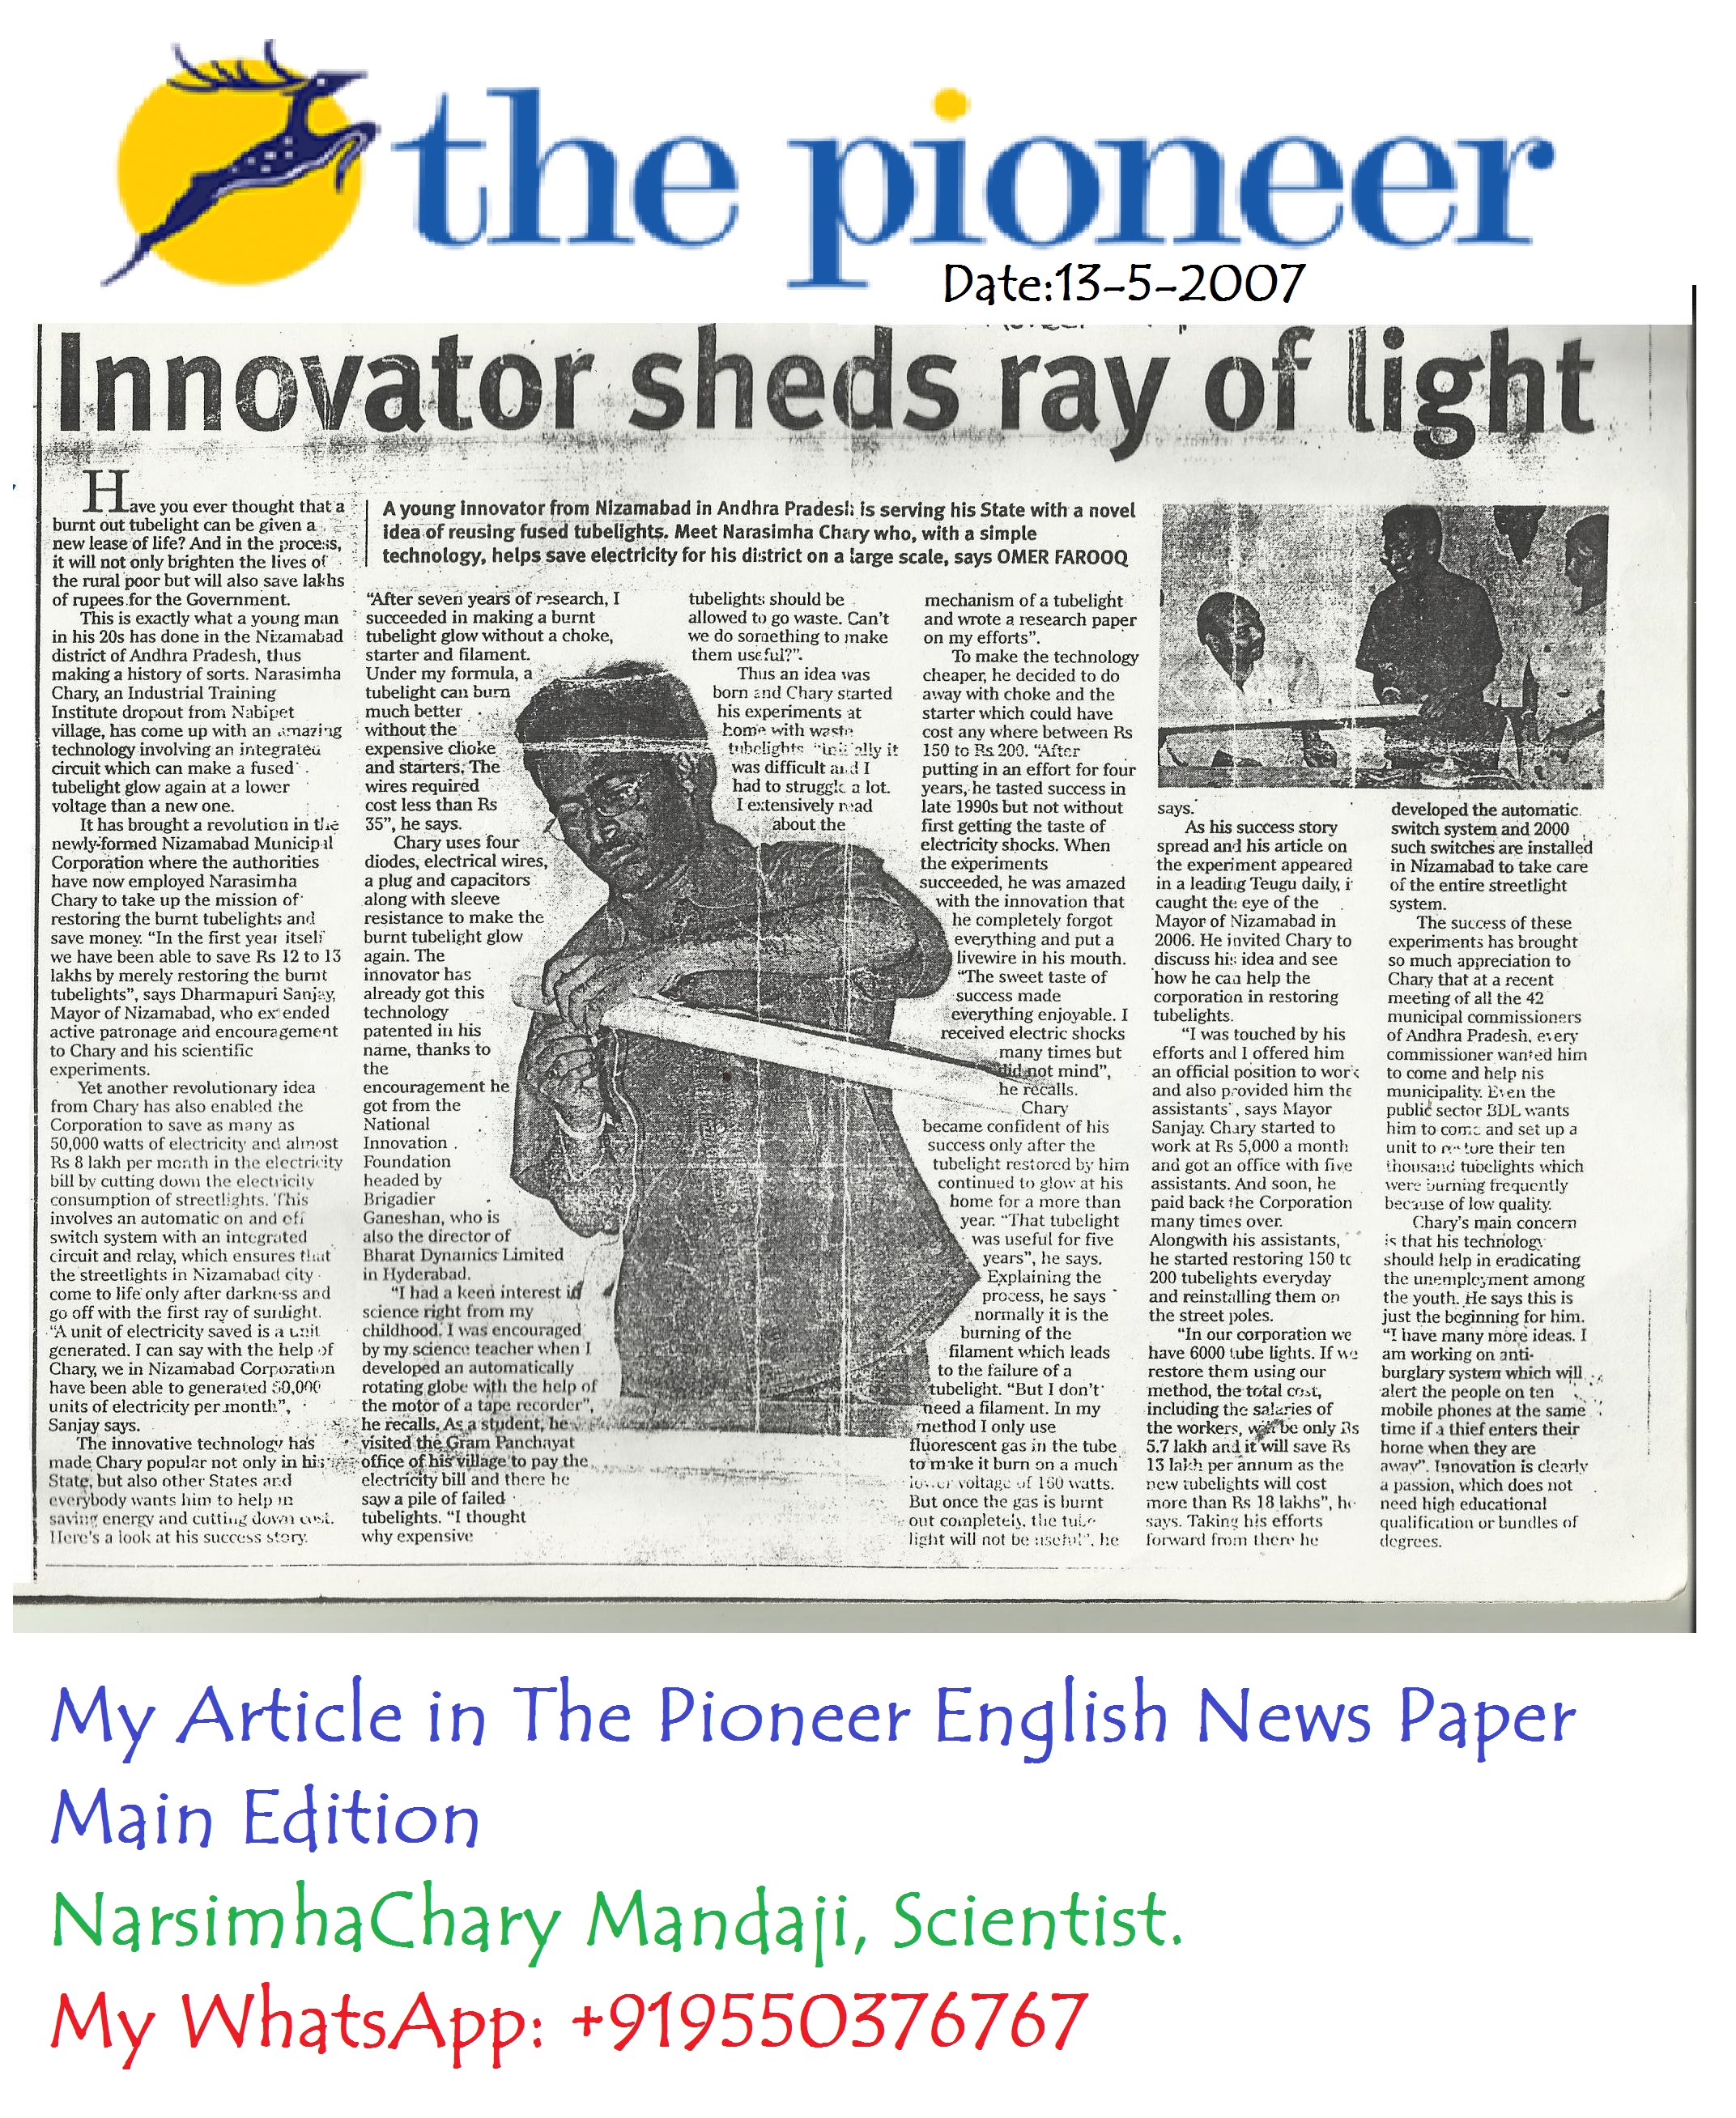 the pioneer
Date:13-5-2007
Innovator sheds ray of light
Have you ever thought that a
burnt out tubelight can be given a
new lease of life? And in the process,
it will not only brighten the lives of
the rural poor but will also save lakhs
of rupees for the Government.
This is exactly what a young man
in his 20s has done in the Nizamabad
district of Andhra Pradesh, thus
making a history of sorts. Narasimha
Chary, an Industrial Training
Institute dropout from Nabipet
village, has come up with an amazing
technology involving an integrated
circuit which can make a fused
tubelight glow again at a lower
voltage than a new one.
It has brought a revolution in the
newly-formed Nizamabad Municipal
Corporation where the authorities
have now employed Narasimha
Chary to take up the mission of
restoring the burnt tubelights and
save money. "In the first year itself
we have been able to save Rs 12 to 13
lakhs by merely restoring the burnt
tubelights", says Dharmapuri Sanjay,
Mayor of Nizamabad, who extended
active patronage and encouragement
to Chary and his scientific
experiments.
Yet another revolutionary idea
from Chary has also enabled the
Corporation to save as many as
50,000 watts of electricity and almost
Rs 8 lakh per month in the electricity
bill by cutting down the electricity
consumption of streetlights. This
involves an automatic on and off
switch system with an integrated
circuit and relay, which ensures that
the streetlights in Nizamabad city
come to life only after darkness and
go off with the first ray of sunlight.
"A unit of electricity saved is a unit
generated. I can say with the help of
Chary, we in Nizamabad Corporation
have been able to generated 50,000
units of electricity per month",
Sanjay says.
The innovative technology has
made Chary popular not only in his
State, but also other States and
everybody wants him to help in
saving energy and cutting down cost.
Here's a look at his success story.
A young innovator from Nizamabad in Andhra Pradesh is serving his State with a novel
idea of reusing fused tubelights. Meet Narasimha Chary who, with a simple
technology, helps save electricity for his district on a large scale, says OMER FAROOQ
"After seven years of research, I
succeeded in making a burnt
tubelight glow without a choke,
starter and filament.
Under my formula, a
tubelight can burn
much better
without the
expensive choke
and starters. The
wires required
cost less than Rs
35", he says.
Chary uses four
diodes, electrical wires,
a plug and capacitors
along with sleeve
resistance to make the
burnt tubelight glow
again. The
innovator has
already got this
technology
patented in his
name, thanks to
the
encouragement he
got from the
National
Innovation
Foundation
headed by
Brigadier
Ganeshan, who is
also the director of
Bharat Dynamics Limited
in Hyderabad.
"I had a keen interest in
science right from my
childhood. I was encouraged
by my science teacher when I
developed an automatically
rotating globe with the help of
the motor of a tape recorder",
he recalls. As a student, he
visited the Gram Panchayat
office of his village to pay the
electricity bill and there he
saw a pile of failed
tubelights. "I thought
why expensive
tubelights should be
allowed to go waste. Can't
we do something to make
them useful?".
Thus an idea was
born and Chary started
his experiments at
home with waste
tubelights. "Initially it
was difficult and I
had to struggle a lot.
I extensively read
about the
mechanism of a tubelight
and wrote a research paper
on my efforts".
To make the technology
cheaper, he decided to do
away with choke and the
starter which could have
cost any where between Rs
150 to Rs 200. "After
putting in an effort for four
years, he tasted success in
late 1990s but not without
first getting the taste of
electricity shocks. When
the experiments
succeeded, he was amazed
with the innovation that
he completely forgot
everything and put a
livewire in his mouth.
"The sweet taste of
success made
everything enjoyable. I
received electric shocks
many times but
did not mind",
he recalls.
Chary
became confident of his
success only after the
tubelight restored by him
continued to glow at his
home for a more than
year. "That tubelight
was useful for five
years", he says.
Explaining the
process, he says
normally it is the
burning of the
filament which leads
to the failure of a
tubelight. "But I don't
need a filament. In my
method I only use
fluorescent gas in the tube
to make it burn on a much
lower voltage of 160 watts.
But once the gas is burnt
out completely, the tube
light will not be useful", he
says.
As his success story
spread and his article on
the experiment appeared
in a leading Teugu daily, i
caught the eye of the
Mayor of Nizamabad in
2006. He invited Chary to
discuss his idea and see
how he can help the
corporation in restoring
tubelights.
"I was touched by his
efforts and I offered him
an official position to work
and also provided him the
assistants", says Mayor
Sanjay. Chary started to
work at Rs 5,000 a month
and got an office with five
assistants. And soon, he
paid back the Corporation
many times over.
Alongwith his assistants,
he started restoring 150 to
200 tubelights everyday
and reinstalling them on
the street poles.
"In our corporation we
have 6000 tube lights. If we
restore them using our
method, the total cost,
including the salaries of
the workers, will be only Rs
5.7 lakh and it will save Rs
13 lakh per annum as the
new tubelights will cost
more than Rs 18 lakhs", he
says. Taking his efforts
forward from there he
developed the automatic
switch system and 2000
such switches are installed
in Nizamabad to take care
of the entire streetlight
system.
The success of these
experiments has brought
so much appreciation to
Chary that at a recent
meeting of all the 42
municipal commissioners
of Andhra Pradesh, every
commissioner wanted him
to come and help his
municipality. Even the
public sector BDL wants
him to come and set up a
unit to restore their ten
thousand tubelights which
were burning frequently
because of low quality.
Chary's main concern
is that his technology
should help in eradicating
the unemployment among
the youth. He says this is
just the beginning for him.
"I have many more ideas. I
am working on anti-
burglary system which will
alert the people on ten
mobile phones at the same
time if a thief enters their
home when they are
away". Innovation is clearly
a passion, which does not
need high educational
qualification or bundles of
degrees.
My Article in The Pioneer English News Paper
Main Edition
NarsimhaChary Mandaji, Scientist.
My WhatsApp: +919550376767